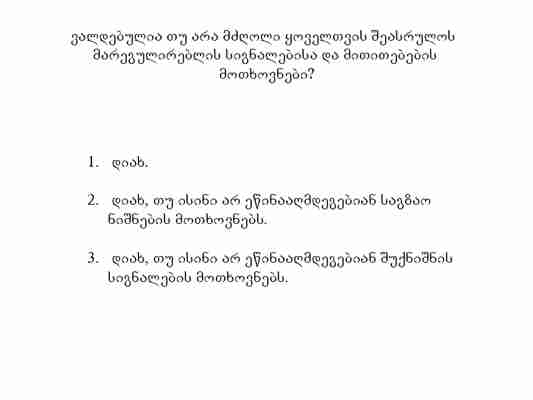 ვალდებულია თუ არა მძღოლი ყოველთვის შეასრულოს
მარეგულირებლის სიგნალებისა და მითითებების
მოთხოვნები?
1. დიახ.
2. დიახ, თუ ისინი არ ეწინააღმდეგებიან საგზაო
ნიშნების მოთხოვნებს.
3. დიახ, თუ ისინი არ ეწინააღმდეგებიან შუქნიშნის
სიგნალების მოთხოვნებს.